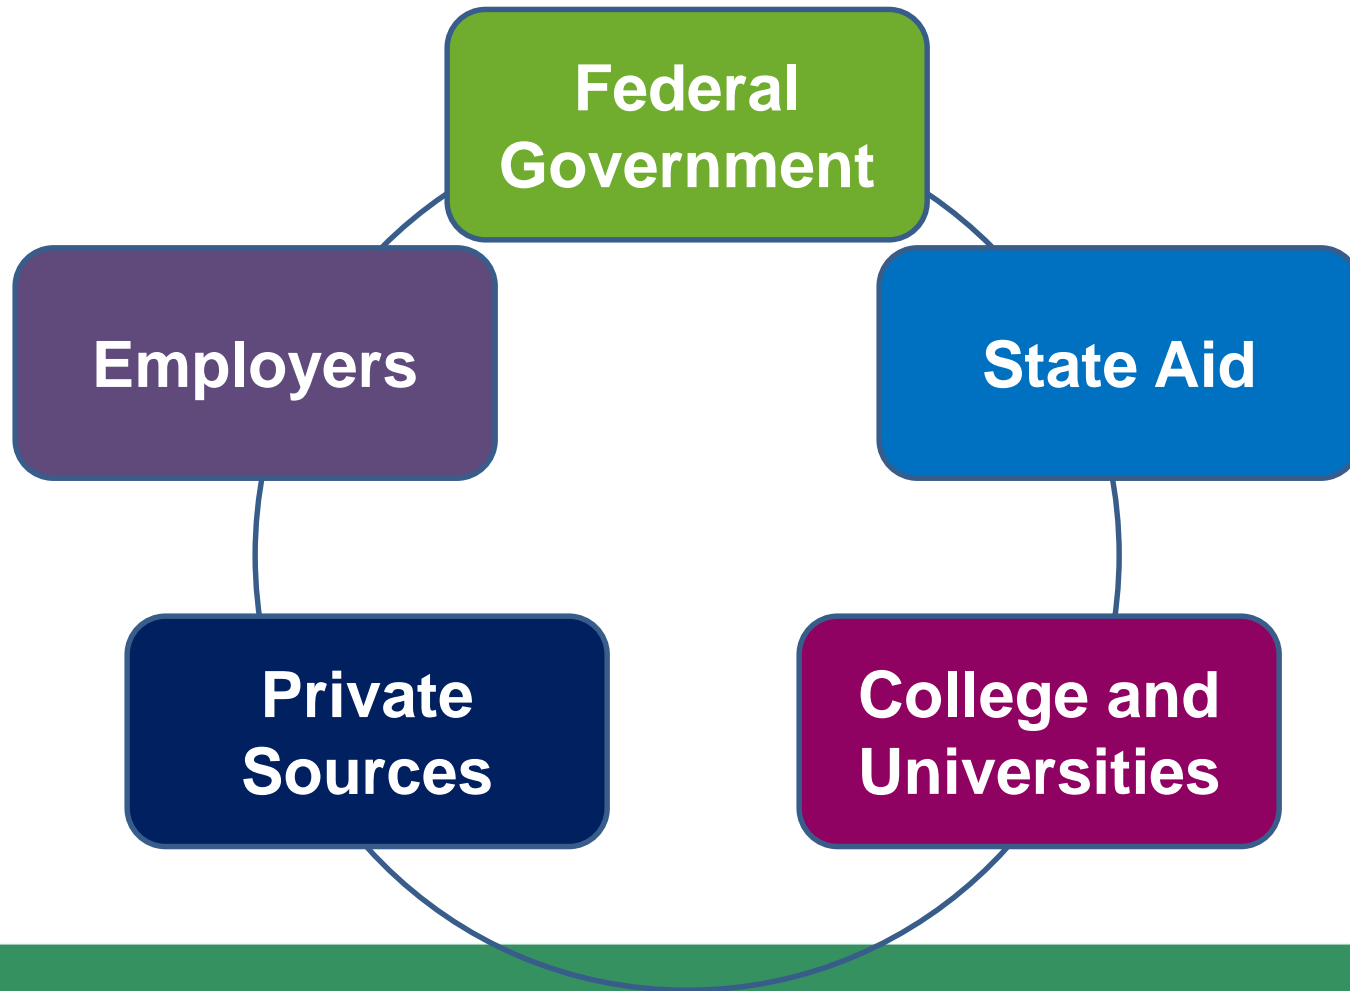 Federal
Government
Employers
State Aid
Private
Sources
College and
Universities